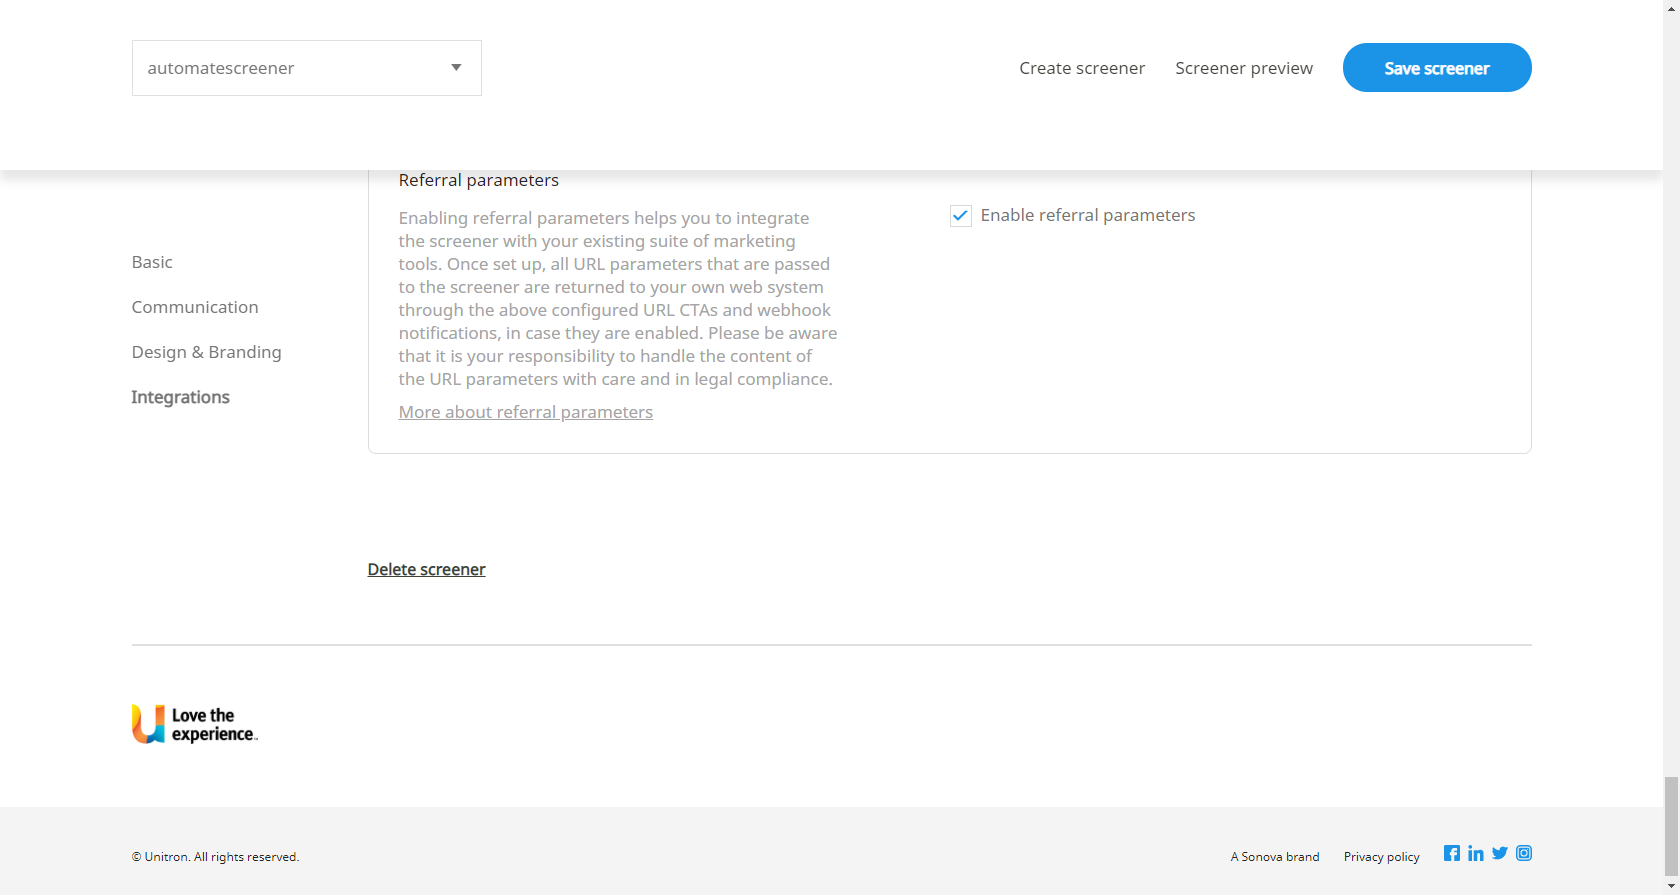 automatescreener
Create screener
Screener preview
Save screener
Referral parameters
Enabling referral parameters helps you to integrate
the screener with your existing suite of marketing
tools. Once set up, all URL parameters that are passed
to the screener are returned to your own web system
through the above configured URL CTAs and webhook
notifications, in case they are enabled. Please be aware
that it is your responsibility to handle the content of
the URL parameters with care and in legal compliance.
More about referral parameters
Enable referral parameters
Basic
Communication
Design & Branding
Integrations
Delete screener
Love the
experience™
© Unitron. All rights reserved.
A Sonova brand
Privacy policy